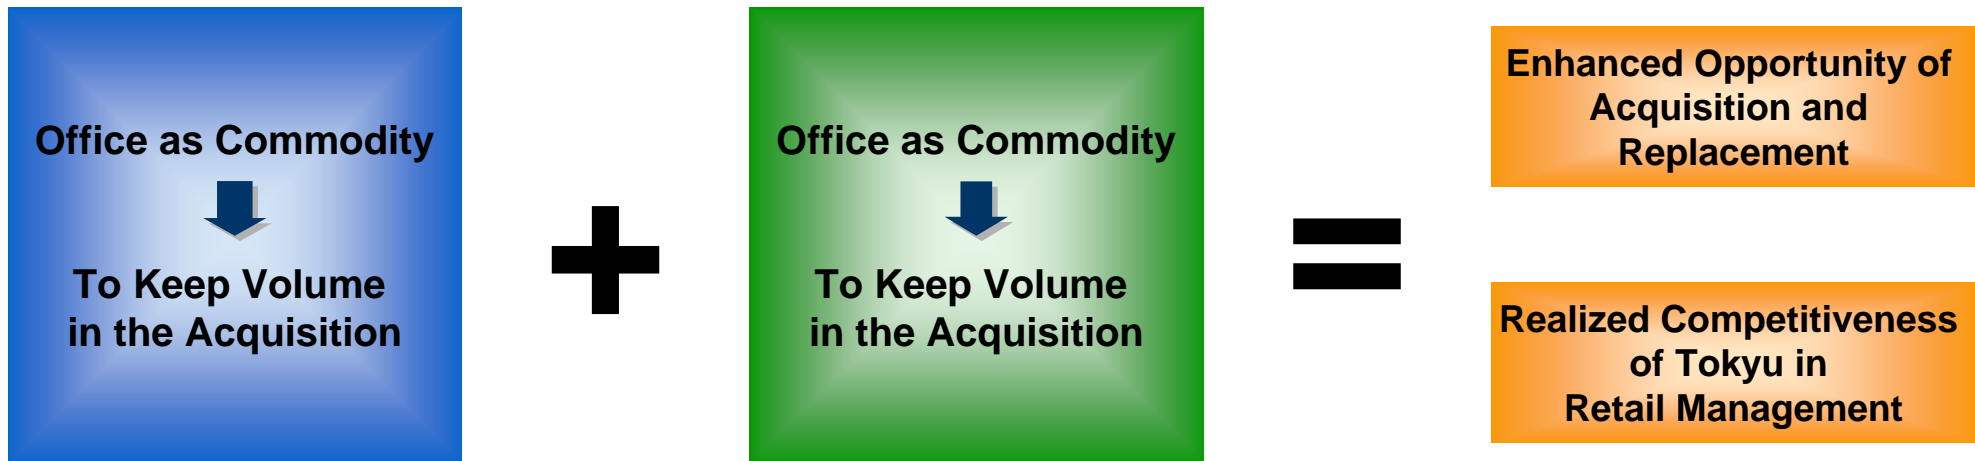 Office as Commodity
To Keep Volume
in the Acquisition
+
Office as Commodity
To Keep Volume
in the Acquisition
=
Enhanced Opportunity of
Acquisition and
Replacement
Realized Competitiveness
of Tokyu in
Retail Management